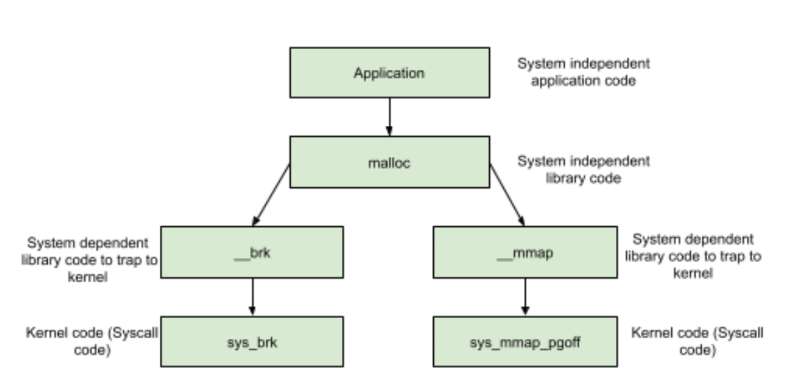 Application
System independent
application code
malloc
System independent
library code
System dependent
library code to trap to
kernel
__brk
__mmap
System dependent
library code to trap to
kernel
Kernel code (Syscall
code)
sys_brk
sys_mmap_pgoff
Kernel code (Syscall
code)